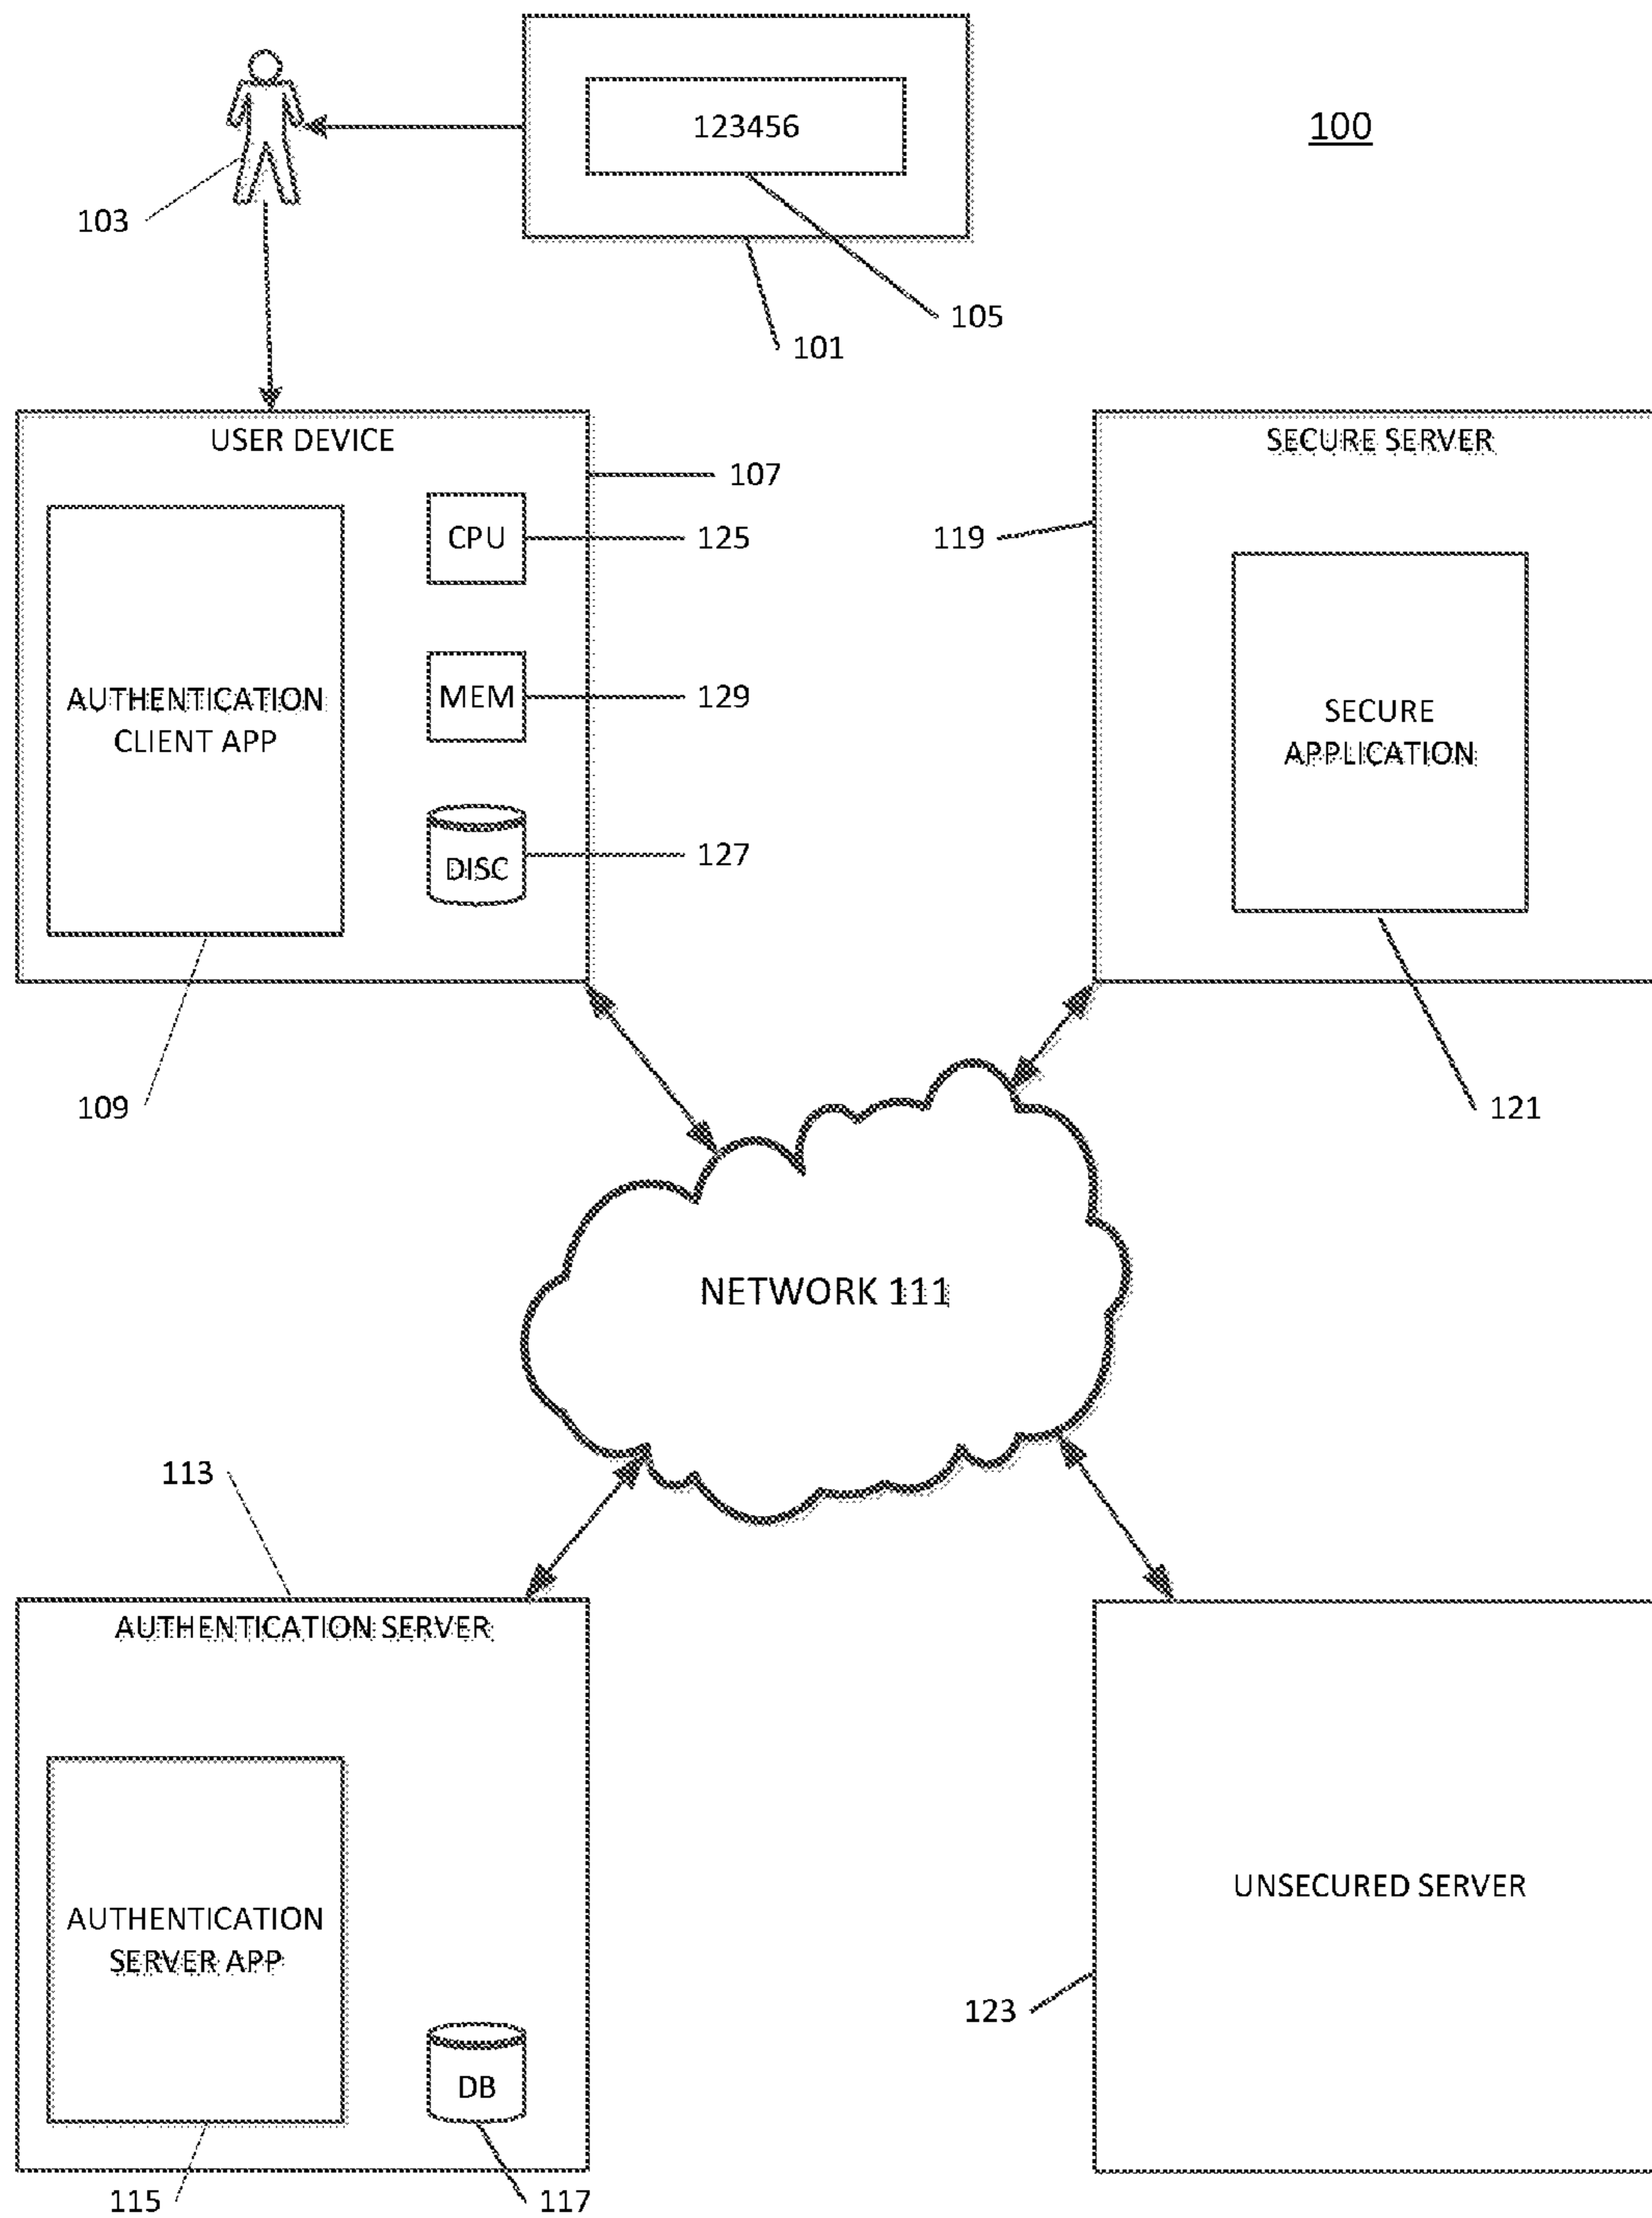 123456
100
103
105
101
USER DEVICE
107
CPU
125
AUTHENTICATION
CLIENT APP
MEM
129
DISC
127
109
SECURE SERVER
119
SECURE
APPLICATION
121
NETWORK 111
113
AUTHENTICATION SERVER
AUTHENTICATION
SERVER APP
DB
115
117
UNSECURED SERVER
123